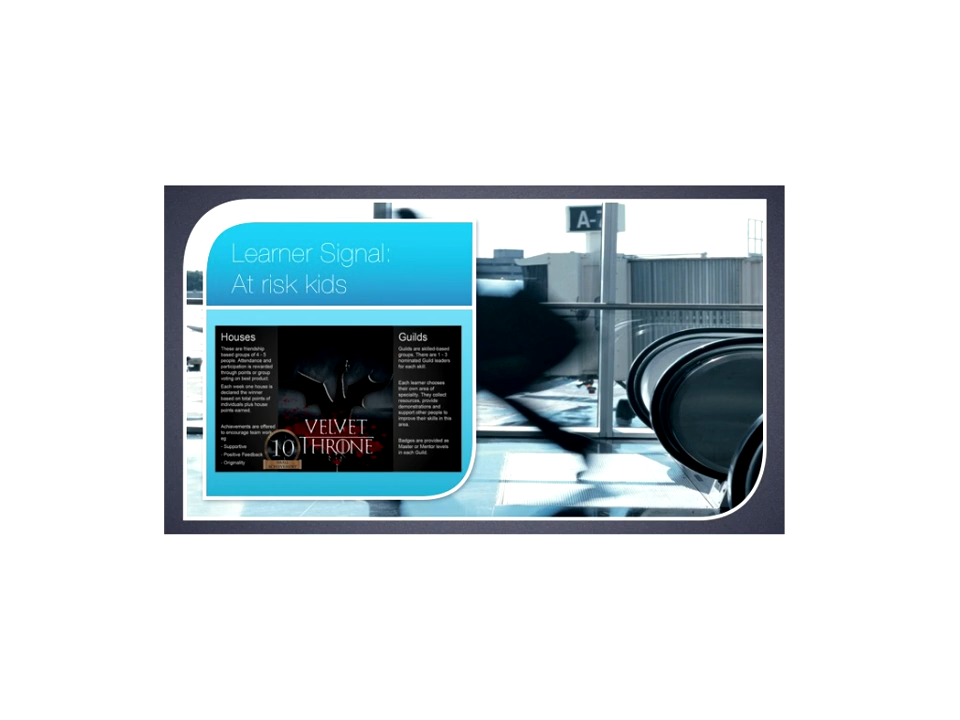 A-
Learner Signal:
At risk kids
Houses
These are friendship
based groups of 4 - 5
people. Attendance and
participation is rewarded
through points or group
voting on best product.
Each week one house is
declared the winner
based on total points of
individuals plus house
points earned.
Achievements are offered
to encourage team work
eg
- Supportive
- Positive Feedback
- Originality
10
VELVET
THRONE
Guilds
Guilds are skilled-based
groups. There are 1 - 3
nominated Guild leaders
for each skill.
Each learner chooses
their own area of
speciality. They collect
resources, provide
demonstrations and
support other people to
improve their skills in this
area.
Badges are provided as
Master or Mentor levels
in each Guild.